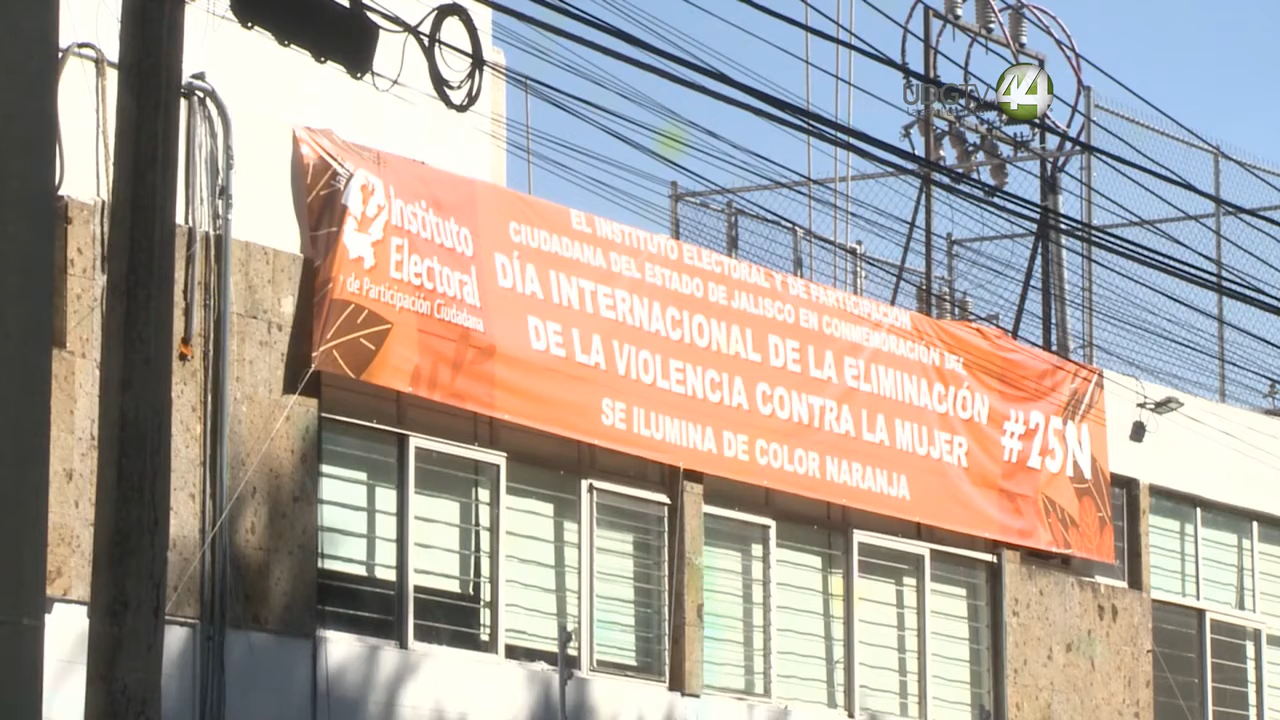 UDGTV 44
Instituto
Electoral
y de Participación Ciudadana
EL INSTITUTO ELECTORAL Y DE PARTICIPACIÓN
CIUDADANA DEL ESTADO DE JALISCO EN CONMEMORACIÓN DEL
DÍA INTERNACIONAL DE LA ELIMINACIÓN
DE LA VIOLENCIA CONTRA LA MUJER
SE ILUMINA DE COLOR NARANJA
#25N